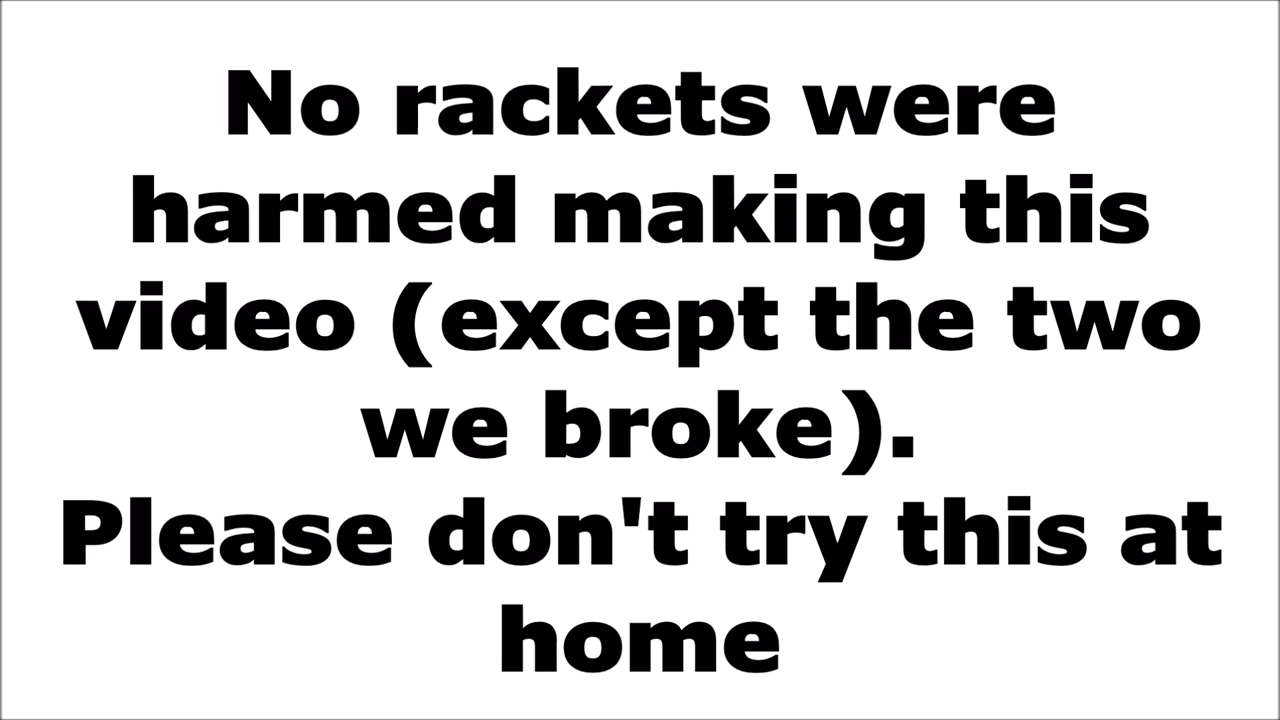 No rackets were
harmed making this
video (except the two
we broke).
Please don't try this at
home